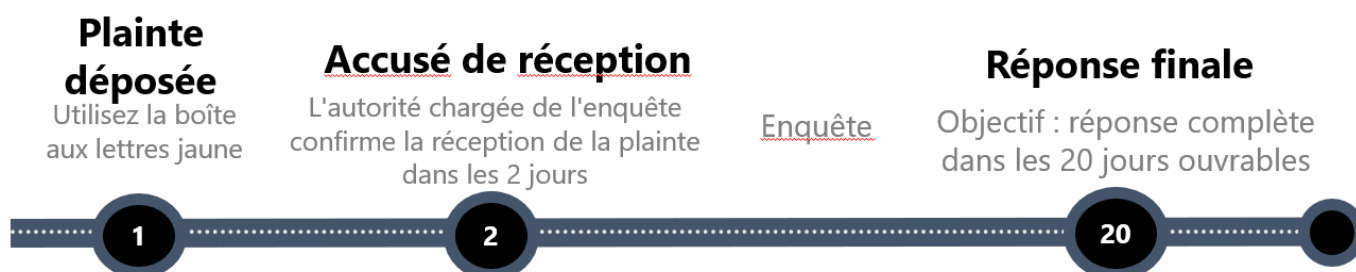 Plainte
déposée
Utilisez la boîte
aux lettres jaune
Accusé de réception
L'autorité chargée de l'enquête
confirme la réception de la plainte
dans les 2 jours
Enquête
Réponse finale
Objectif : réponse complète
dans les 20 jours ouvrables
1
2
20